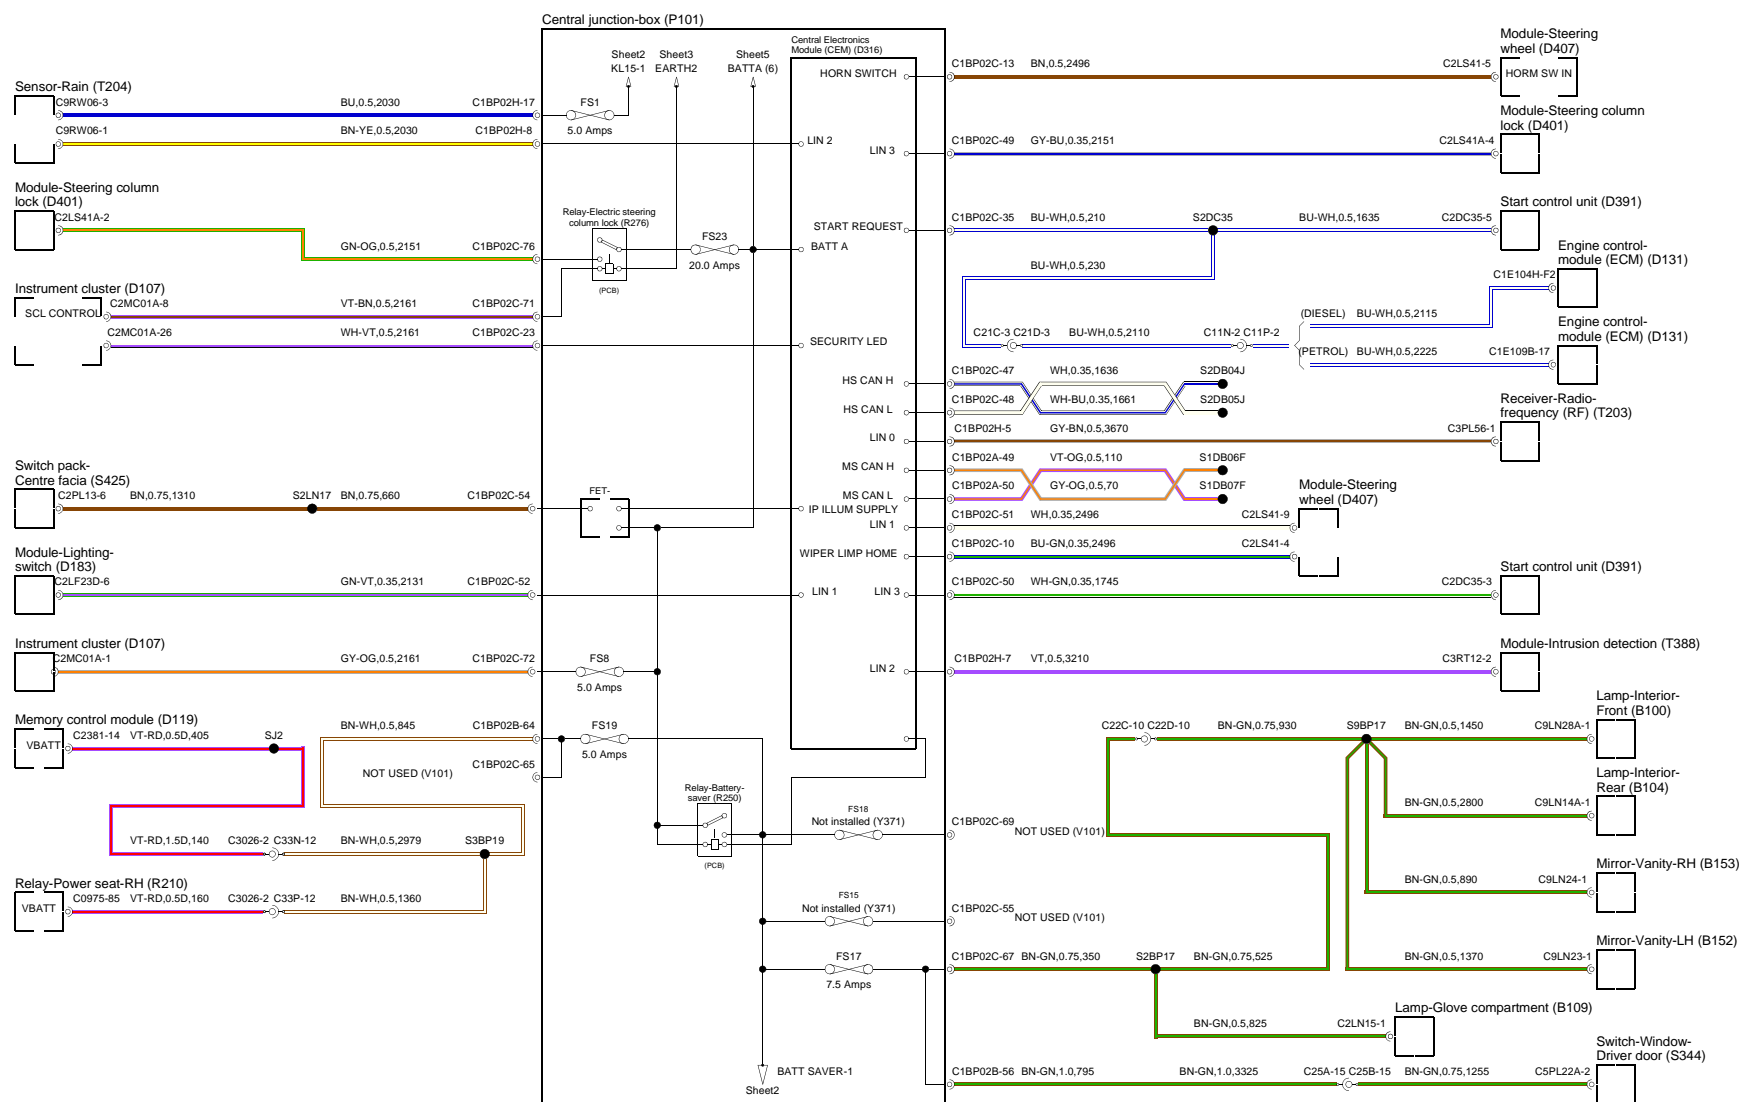 Central junction-box (P101)
Sheet2
KL15-1
Sheet3
EARTH2
Sheet5
BATTA (6)
Central Electronics
Module (CEM) (D316)
Sensor-Rain (T204)
C9RW06-3
BU,0.5,2030
C1BP02H-17
FS1
5.0 Amps
C9RW06-1
BN-YE,0.5,2030
C1BP02H-8
LIN 2
Module-Steering column
lock (D401)
C2LS41A-2
GN-OG,0.5,2151
C1BP02C-76
Relay-Electric steering
column lock (R276)
(PCB)
FS23
20.0 Amps
BATT A
Instrument cluster (D107)
SCL CONTROL
C2MC01A-8
VT-BN,0.5,2161
C1BP02C-71
C2MC01A-26
WH-VT,0.5,2161
C1BP02C-23
SECURITY LED
Switch pack-
Centre facia (S425)
C2PL13-6
BN,0.75,1310
S2LN17
BN,0.75,660
C1BP02C-54
FET-
IP ILLUM SUPPLY
Module-Lighting-
switch (D183)
C2LF23D-6
GN-VT,0.35,2131
C1BP02C-52
LIN 1
Instrument cluster (D107)
C2MC01A-1
GY-OG,0.5,2161
C1BP02C-72
FS8
5.0 Amps
Memory control module (D119)
VBATT
C2381-14
VT-RD,0.5D,405
SJ2
BN-WH,0.5,845
C1BP02B-64
FS19
5.0 Amps
NOT USED (V101)
C1BP02C-65
VT-RD,1.5D,140
C3026-2
C33N-12
BN-WH,0.5,2979
S3BP19
Relay-Power seat-RH (R210)
VBATT
C0975-85
VT-RD,0.5D,160
C3026-2
C33P-12
BN-WH,0.5,1360
Relay-Battery-
saver (R250)
(PCB)
FS18
Not installed (Y371)
C1BP02C-69
NOT USED (V101)
FS15
Not installed (Y371)
C1BP02C-55
NOT USED (V101)
FS17
7.5 Amps
BATT SAVER-1
Sheet2
HORN SWITCH
C1BP02C-13
BN,0.5,2496
C2LS41-5
Module-Steering
wheel (D407)
HORM SW IN
LIN 3
C1BP02C-49
GY-BU,0.35,2151
C2LS41A-4
Module-Steering column
lock (D401)
START REQUEST
C1BP02C-35
BU-WH,0.5,210
S2DC35
BU-WH,0.5,1635
C2DC35-5
Start control unit (D391)
BU-WH,0.5,230
C21C-3
C21D-3
BU-WH,0.5,2110
C11N-2
C11P-2
(DIESEL)
BU-WH,0.5,2115
C1E104H-F2
Engine control-
module (ECM) (D131)
(PETROL)
BU-WH,0.5,2225
C1E109B-17
Engine control-
module (ECM) (D131)
HS CAN H
C1BP02C-47
WH,0.35,1636
S2DB04J
HS CAN L
C1BP02C-48
WH-BU,0.35,1661
S2DB05J
LIN 0
C1BP02H-5
GY-BN,0.5,3670
C3PL56-1
Receiver-Radio-
frequency (RF) (T203)
MS CAN H
C1BP02A-49
VT-OG,0.5,110
S1DB06F
MS CAN L
C1BP02A-50
GY-OG,0.5,70
S1DB07F
LIN 1
C1BP02C-51
WH,0.35,2496
C2LS41-9
Module-Steering
wheel (D407)
WIPER LIMP HOME
C1BP02C-10
BU-GN,0.35,2496
C2LS41-4
LIN 3
C1BP02C-50
WH-GN,0.35,1745
C2DC35-3
Start control unit (D391)
LIN 2
C1BP02H-7
VT,0.5,3210
C3RT12-2
Module-Intrusion detection (T388)
C22C-10
C22D-10
BN-GN,0.75,930
S9BP17
BN-GN,0.5,1450
C9LN28A-1
Lamp-Interior-
Front (B100)
BN-GN,0.5,2800
C9LN14A-1
Lamp-Interior-
Rear (B104)
BN-GN,0.5,890
C9LN24-1
Mirror-Vanity-RH (B153)
BN-GN,0.5,1370
C9LN23-1
Mirror-Vanity-LH (B152)
C1BP02C-67
BN-GN,0.75,350
S2BP17
BN-GN,0.75,525
BN-GN,0.5,825
C2LN15-1
Lamp-Glove compartment (B109)
C1BP02B-56
BN-GN,1.0,795
BN-GN,1.0,3325
C25A-15
C25B-15
BN-GN,0.75,1255
C5PL22A-2
Switch-Window-
Driver door (S344)